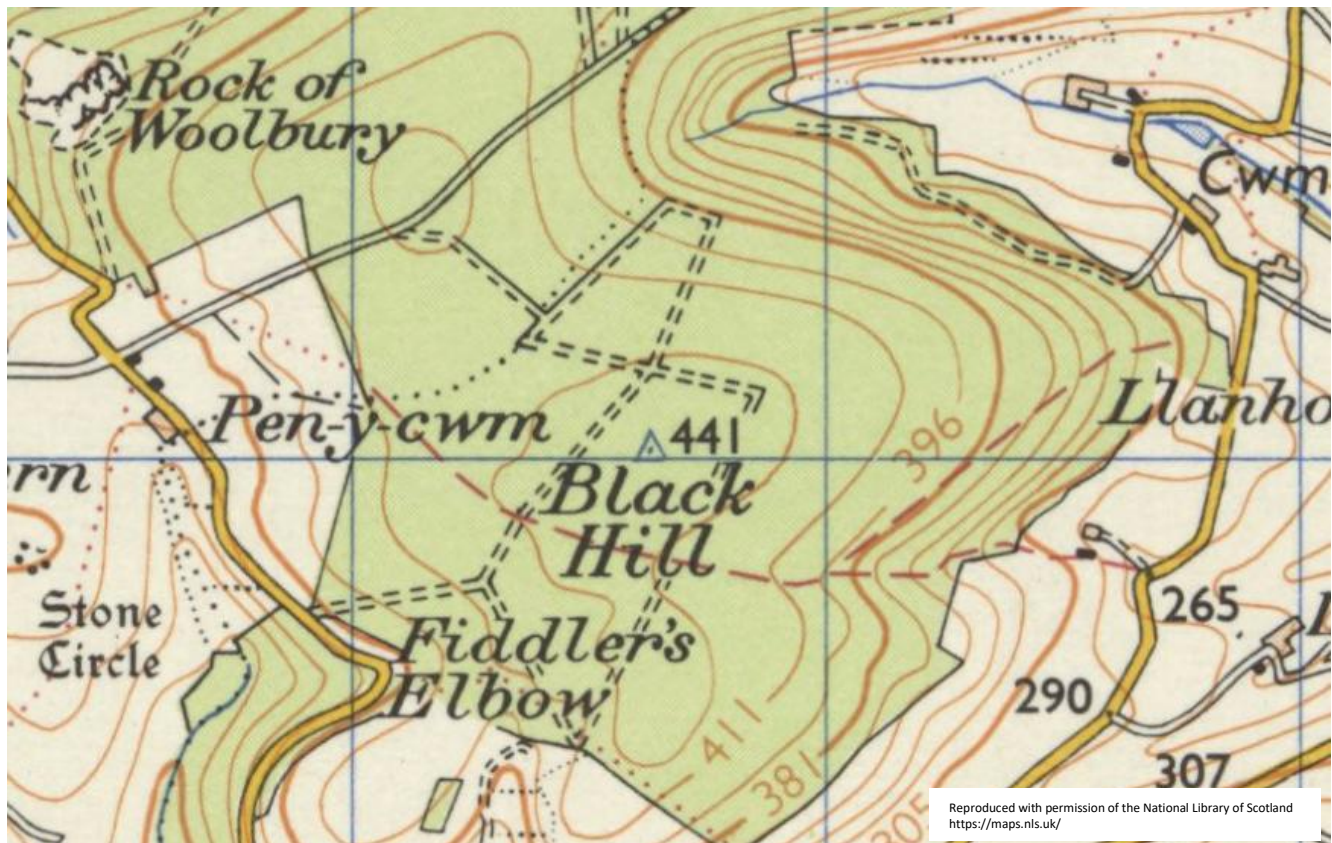 Rock of
Woolbury
Cwm
Pen-y-cwm
Llanho
441
396
rn
Black
Hill
Stone
Circle
265
Fiddler's
Elbow
290
411
381
307
305
Reproduced with permission of the National Library of Scotland
https://maps.nls.uk/